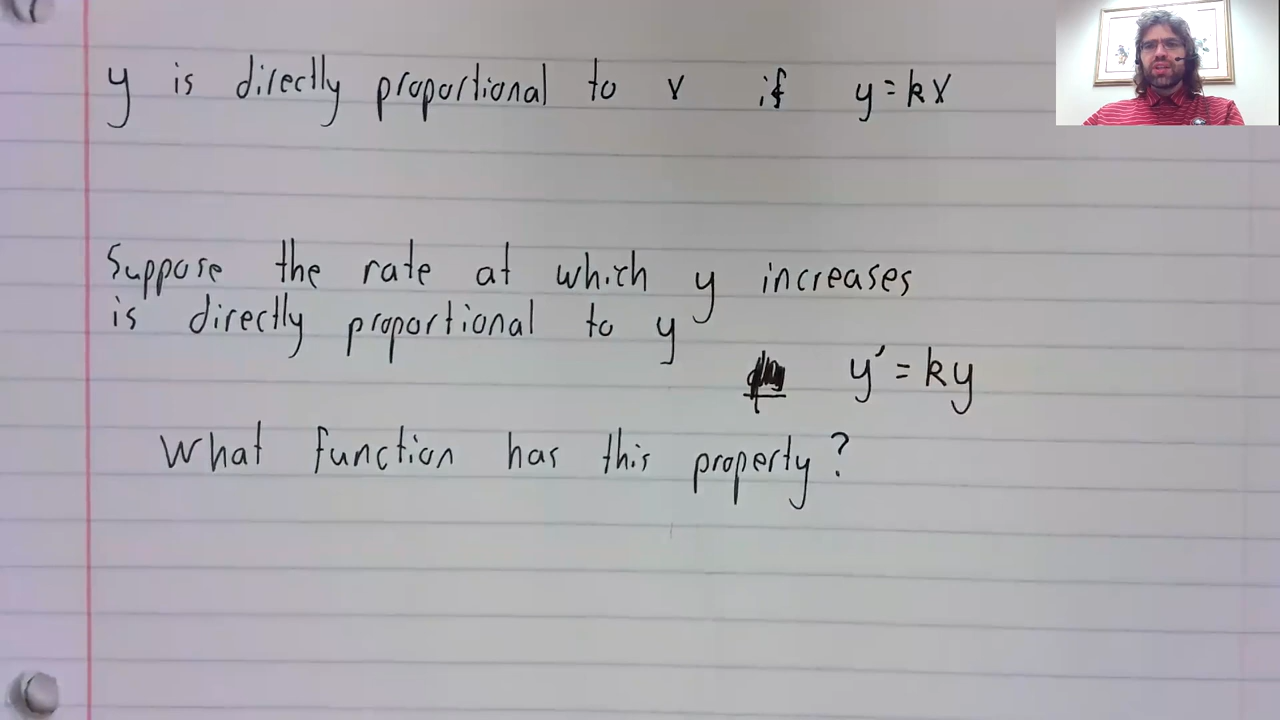 y is directly proportional to x if y = kx
Suppose the rate at which y increases
is directly proportional to y
y' = ky
What function has this property?